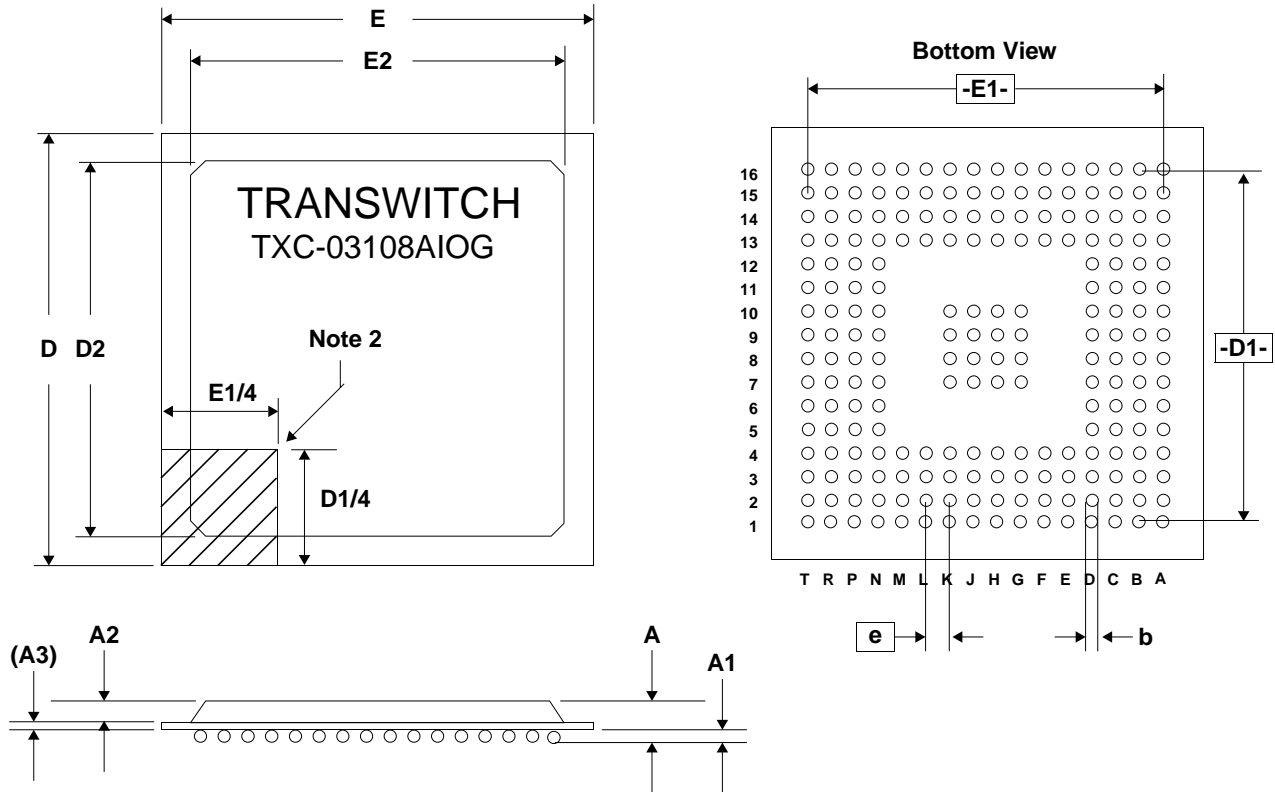 E
E2
TRANSWITCH
TXC-03108AIOG
D
D2
Note 2
E1/4
D1/4
Bottom View
-E1-
16
15
14
13
12
11
10
9
8
7
6
5
4
3
2
1
-D1-
T R P N M L K J H G F E D C B A
e
b
(A3)
A2
A
A1